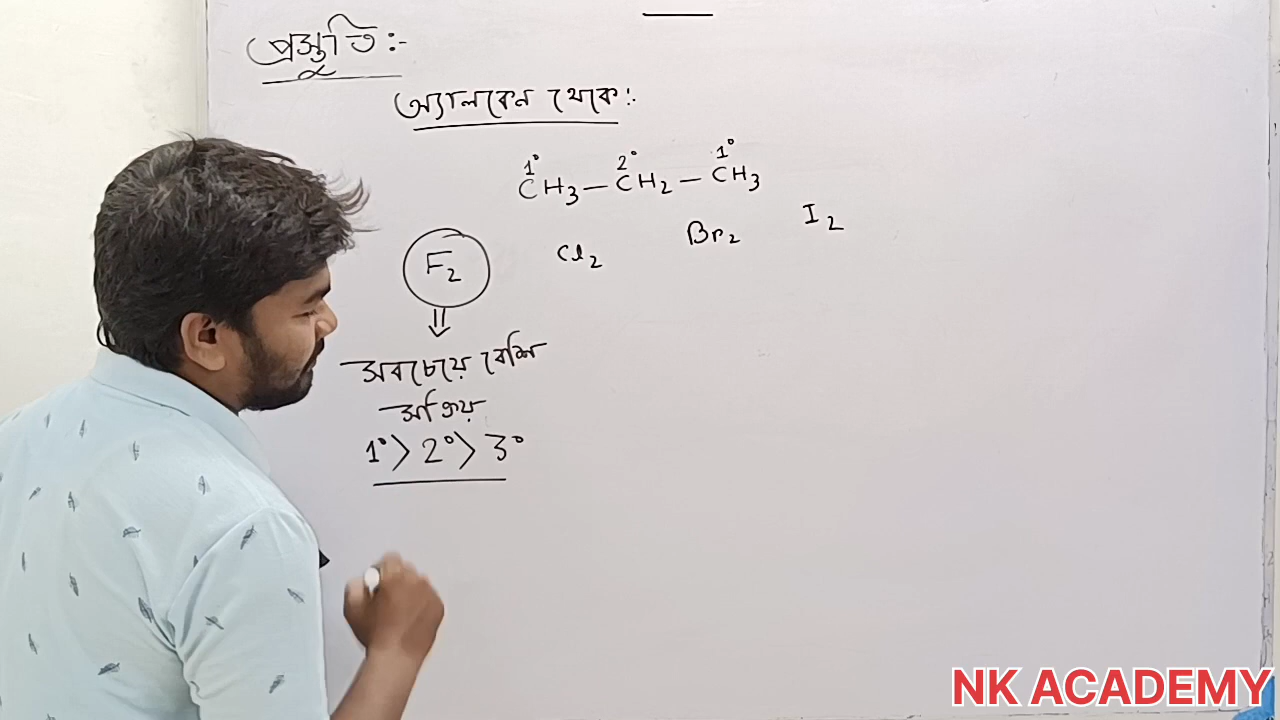 প্রস্তুতি :-
অ্যালকেন থেকে :.
1° 2° 1°
CH3 — CH2 — CH3
F2 Cl2 Br2 I2
⇓
সবচেয়ে বেশি
সক্রিয়
1° > 2° > 3°
NK ACADEMY